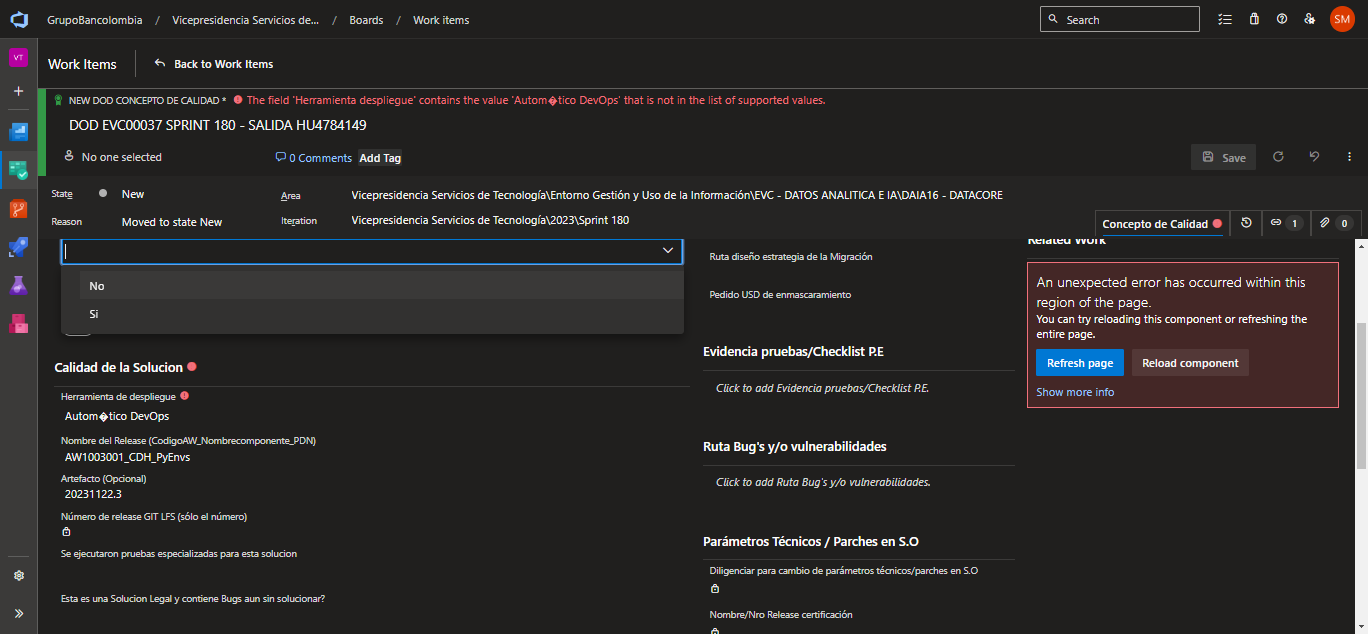 GrupoBancolombia / Vicepresidencia Servicios de... / Boards / Work items
Search
SM
VT
Work Items
Back to Work Items
NEW DOD CONCEPTO DE CALIDAD * The field 'Herramienta despliegue' contains the value 'Autom�tico DevOps' that is not in the list of supported values.
DOD EVC00037 SPRINT 180 - SALIDA HU4784149
No one selected
0 Comments
Add Tag
Save
State
New
Area
Vicepresidencia Servicios de Tecnología\Entorno Gestión y Uso de la Información\EVC - DATOS ANALITICA E IA\DAIA16 - DATACORE
Reason
Moved to state New
Iteration
Vicepresidencia Servicios de Tecnología\2023\Sprint 180
Concepto de Calidad
1
0
No
Si
Calidad de la Solucion
Herramienta de despliegue
Autom�tico DevOps
Nombre del Release (CodigoAW_Nombrecomponente_PDN)
AW1003001_CDH_PyEnvs
Artefacto (Opcional)
20231122.3
Número de release GIT LFS (sólo el número)
Se ejecutaron pruebas especializadas para esta solucion
Esta es una Solucion Legal y contiene Bugs aun sin solucionar?
Ruta diseño estrategia de la Migración
Pedido USD de enmascaramiento
Evidencia pruebas/Checklist P.E
Click to add Evidencia pruebas/Checklist P.E.
Ruta Bug's y/o vulnerabilidades
Click to add Ruta Bug's y/o vulnerabilidades.
Parámetros Técnicos / Parches en S.O
Diligenciar para cambio de parámetros técnicos/parches en S.O
Nombre/Nro Release certificación
Related Work
An unexpected error has occurred within this
region of the page.
You can try reloading this component or refreshing the
entire page.
Refresh page
Reload component
Show more info